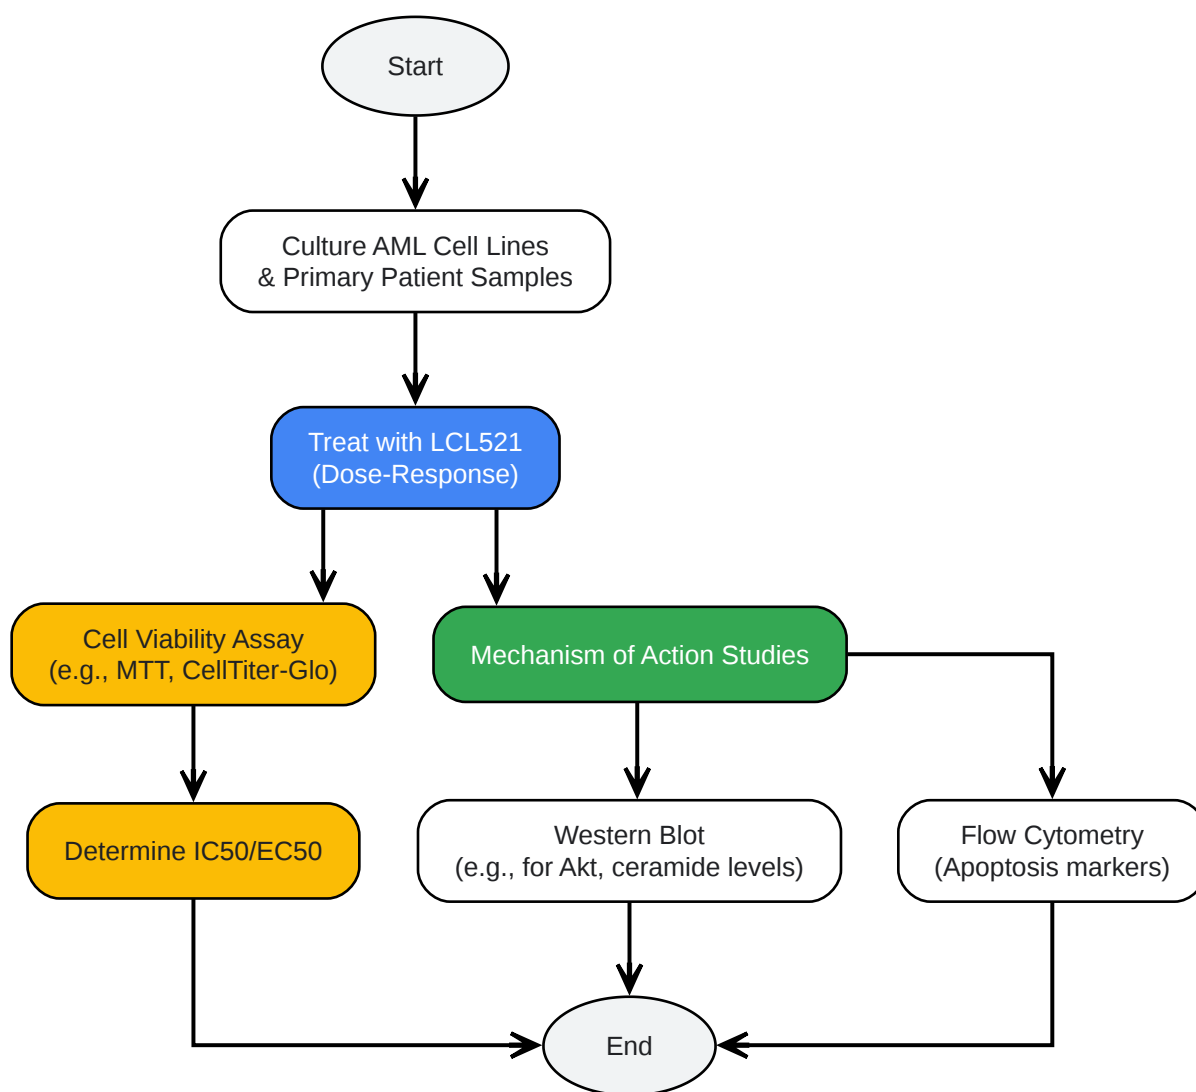 Start
Culture AML Cell Lines
& Primary Patient Samples
Treat with LCL521
(Dose-Response)
Cell Viability Assay
(e.g., MTT, CellTiter-Glo)
Mechanism of Action Studies
Determine IC50/EC50
Western Blot
(e.g., for Akt, ceramide levels)
Flow Cytometry
(Apoptosis markers)
End